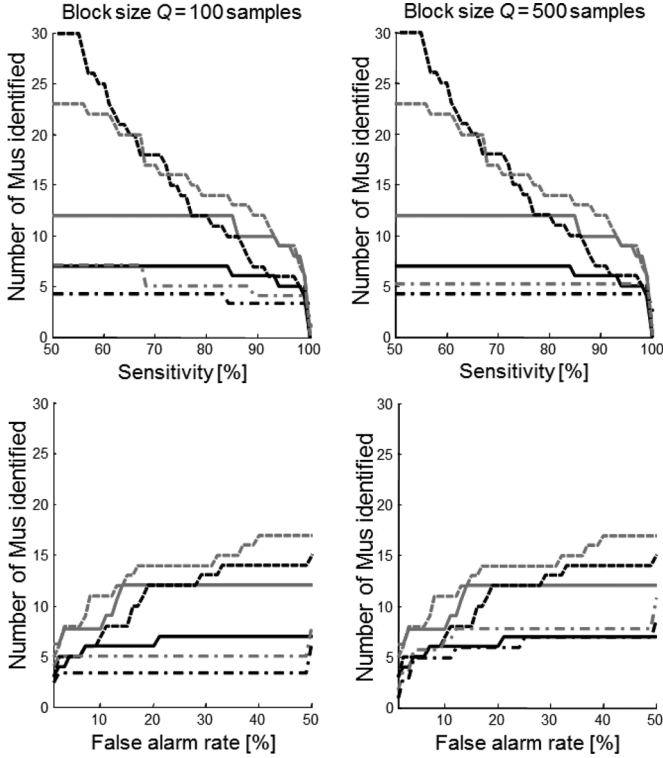 Block size Q = 100 samples
Block size Q = 500 samples
Number of Mus identified
30
25
20
15
10
5
0
50 60 70 80 90 100
Sensitivity [%]
Number of Mus identified
30
25
20
15
10
5
0
50 60 70 80 90 100
Sensitivity [%]
Number of Mus identified
30
25
20
15
10
5
0
10 20 30 40 50
False alarm rate [%]
Number of Mus identified
30
25
20
15
10
5
0
10 20 30 40 50
False alarm rate [%]